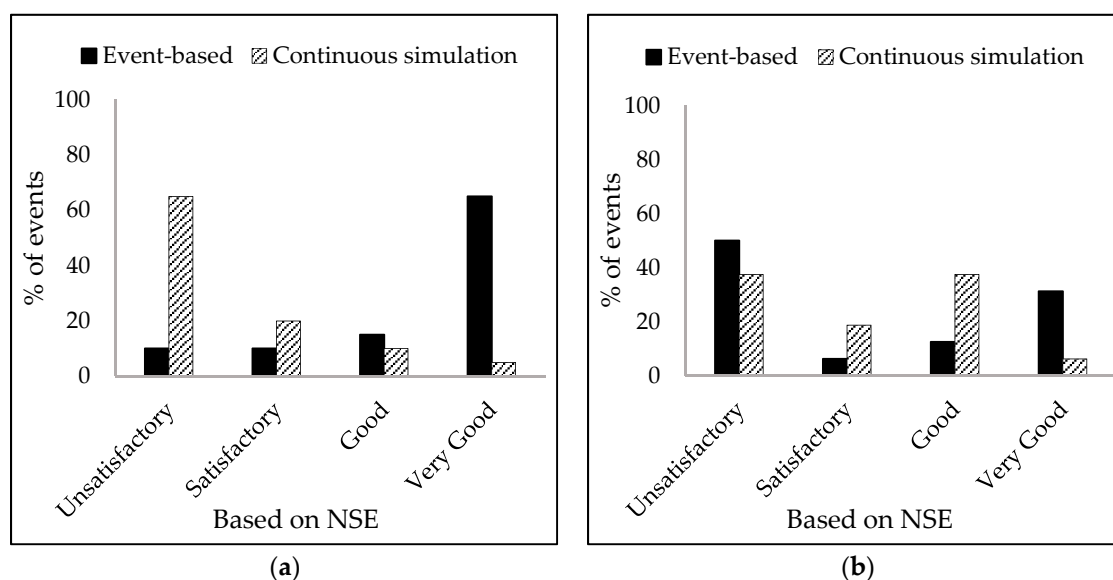 Event-based Continuous simulation
100
80
60
40
20
0
% of events
Unsatisfactory
Satisfactory
Good
Very Good
Based on NSE
(a)
Event-based Continuous simulation
100
80
60
40
20
0
% of events
Unsatisfactory
Satisfactory
Good
Very Good
Based on NSE
(b)